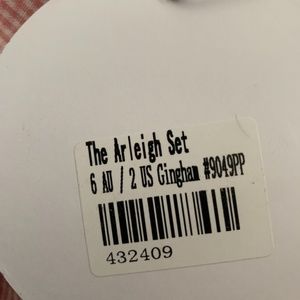 The Arleigh Set
6 AU / 2 US Gingham #9049PP
432409